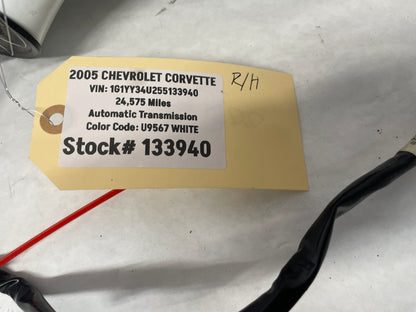 2005 CHEVROLET CORVETTE R/H
VIN: 1G1YY34U255133940
24,575 Miles
Automatic Transmission
Color Code: U9567 WHITE
Stock# 133940